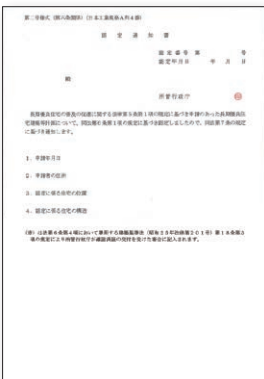 第二号様式（第六条関係）（日本工業規格A列4番）
認定通知書
認定番号 第　　　号
認定年月日　　年　月　日
殿
所管行政庁 印
長期優良住宅の普及の促進に関する法律第5条第1項の規定に基づき申請のあった長期優良住
宅建築等計画について、同法第6条第1項の規定に基づき認定しましたので、同法第7条の規定
に基づき通知します。
1．申請年月日
2．申請者の住所
3．認定に係る住宅の位置
4．認定に係る住宅の構造
（注）は法第6条第4項において準用する建築基準法（昭和25年法律第201号）第18条第3
項の規定により所管行政庁が確認済証の交付を受けた場合に記入されます。